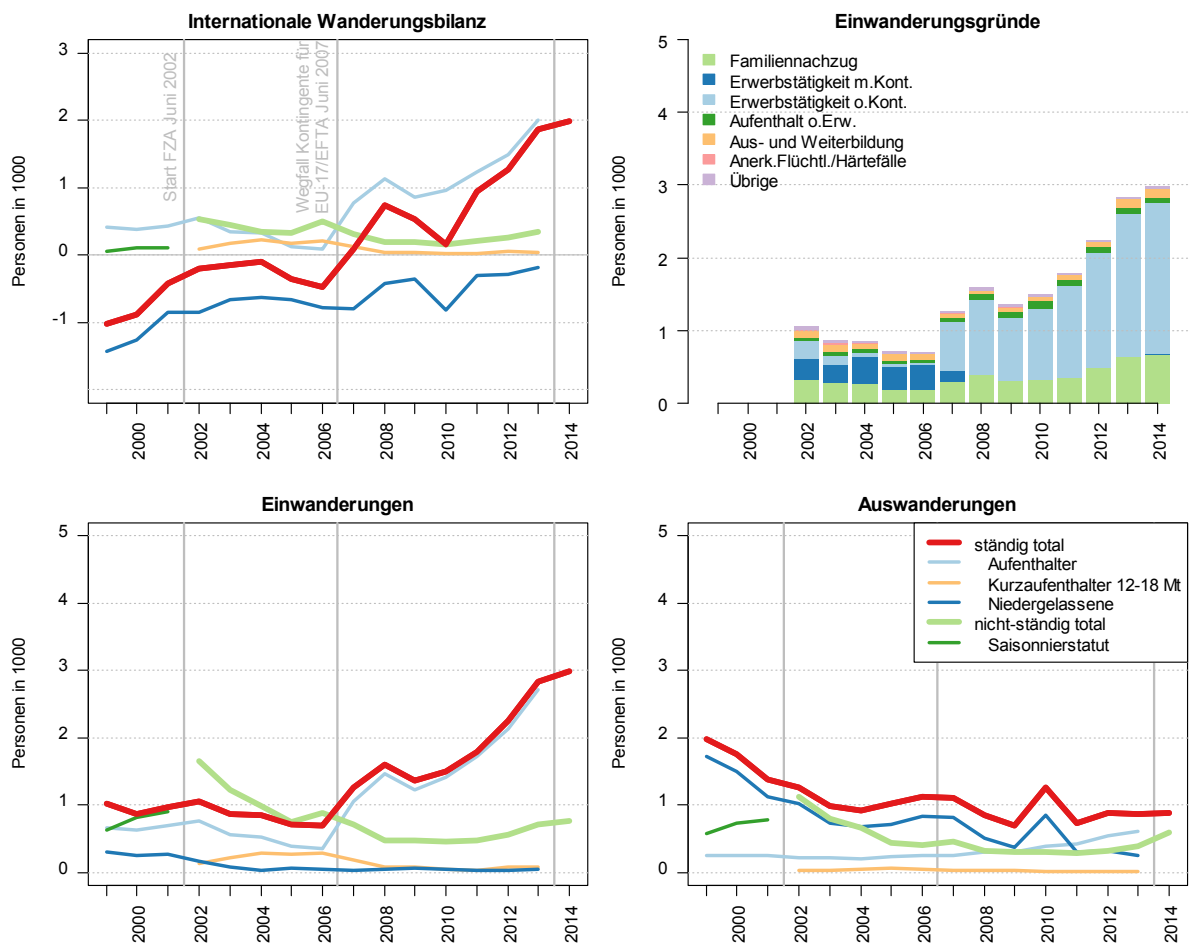 Internationale Wanderungsbilanz
Personen in 1000
3
2
1
0
-1
Start FZA Juni 2002
Wegfall Kontingente für
EU-17/EFTA Juni 2007
2000
2002
2004
2006
2008
2010
2012
2014
Einwanderungsgründe
Personen in 1000
5
4
3
2
1
0
Familiennachzug
Erwerbstätigkeit m.Kont.
Erwerbstätigkeit o.Kont.
Aufenthalt o.Erw.
Aus- und Weiterbildung
Anerk.Flüchtl./Härtefälle
Übrige
2000
2002
2004
2006
2008
2010
2012
2014
Einwanderungen
Personen in 1000
5
4
3
2
1
0
2000
2002
2004
2006
2008
2010
2012
2014
Auswanderungen
Personen in 1000
5
4
3
2
1
0
ständig total
Aufenthalter
Kurzaufenthalter 12-18 Mt
Niedergelassene
nicht-ständig total
Saisonnierstatut
2000
2002
2004
2006
2008
2010
2012
2014